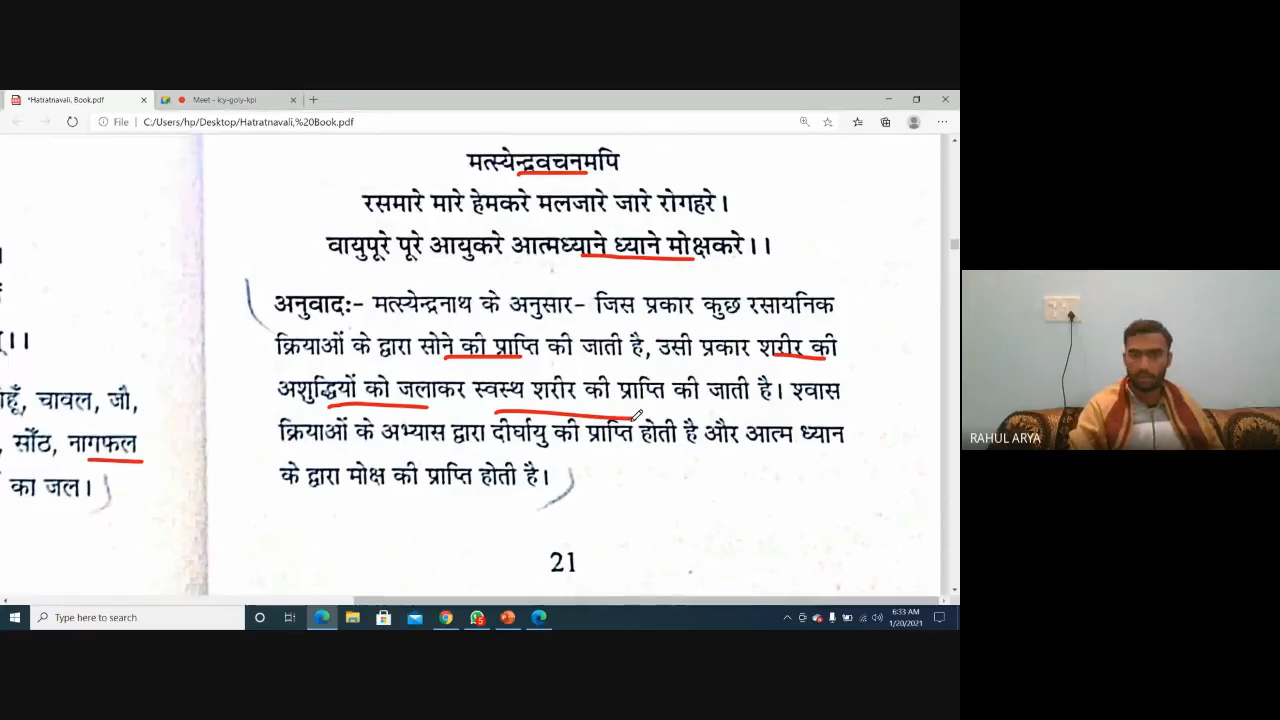 *Hatratnavali, Book.pdf
Meet - icy-goiy-kpi
File
C:/Users/hp/Desktop/Hatratnavali,%20Book.pdf
मत्स्येन्द्रवचनमपि
रसमारे मारे हेमकरे मलजारे जारे रोगहरे।
वायुपूरे पूरे आयुकरे आत्मध्याने ध्याने मोक्षकरे।।
अनुवादः- मत्स्येन्द्रनाथ के अनुसार- जिस प्रकार कुछ रसायनिक
क्रियाओं के द्वारा सोने की प्राप्ति की जाती है, उसी प्रकार शरीर की
अशुद्धियों को जलाकर स्वस्थ शरीर की प्राप्ति की जाती है। श्वास
क्रियाओं के अभ्यास द्वारा दीर्घायु की प्राप्ति होती है और आत्म ध्यान
के द्वारा मोक्ष की प्राप्ति होती है।
21
चावल, जौ,
सोंठ, नागफल
का जल।
RAHUL ARYA
Type here to search
5
6:33 AM
1/20/2021